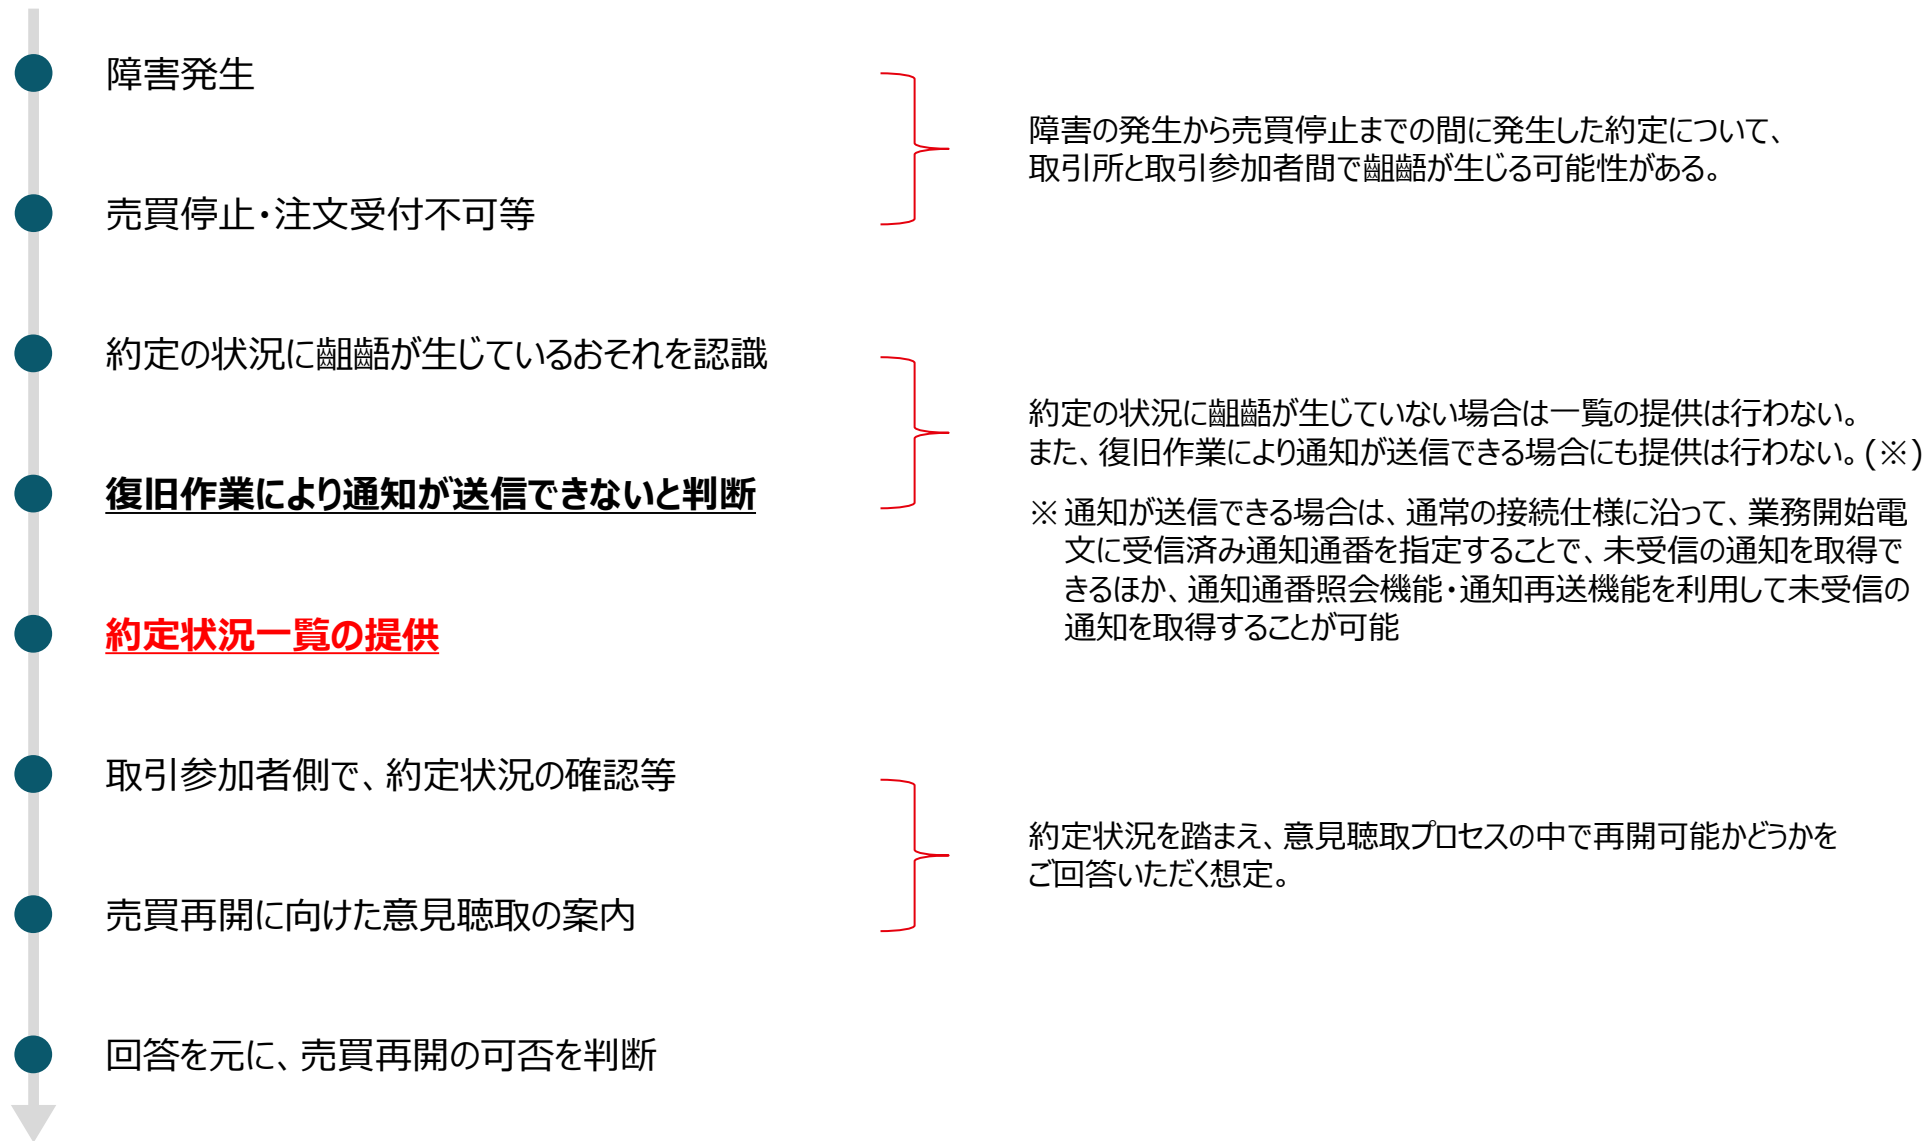 障害発生
障害の発生から売買停止までの間に発生した約定について、
取引所と取引参加者間で齟齬が生じる可能性がある。
売買停止・注文受付不可等
約定の状況に齟齬が生じているおそれを認識
約定の状況に齟齬が生じていない場合は一覧の提供は行わない。
また、復旧作業により通知が送信できる場合にも提供は行わない。(※)
復旧作業により通知が送信できないと判断
※ 通知が送信できる場合は、通常の接続仕様に沿って、業務開始電
文に受信済み通知通番を指定することで、未受信の通知を取得で
きるほか、通知通番照会機能・通知再送機能を利用して未受信の
通知を取得することが可能
約定状況一覧の提供
取引参加者側で、約定状況の確認等
約定状況を踏まえ、意見聴取プロセスの中で再開可能かどうかを
ご回答いただく想定。
売買再開に向けた意見聴取の案内
回答を元に、売買再開の可否を判断